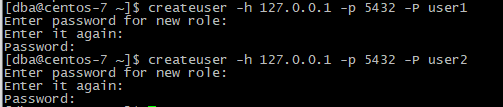 [dba@centos-7 ~]$ createuser -h 127.0.0.1 -p 5432 -P user1
Enter password for new role:
Enter it again:
Password:
[dba@centos-7 ~]$ createuser -h 127.0.0.1 -p 5432 -P user2
Enter password for new role:
Enter it again:
Password: